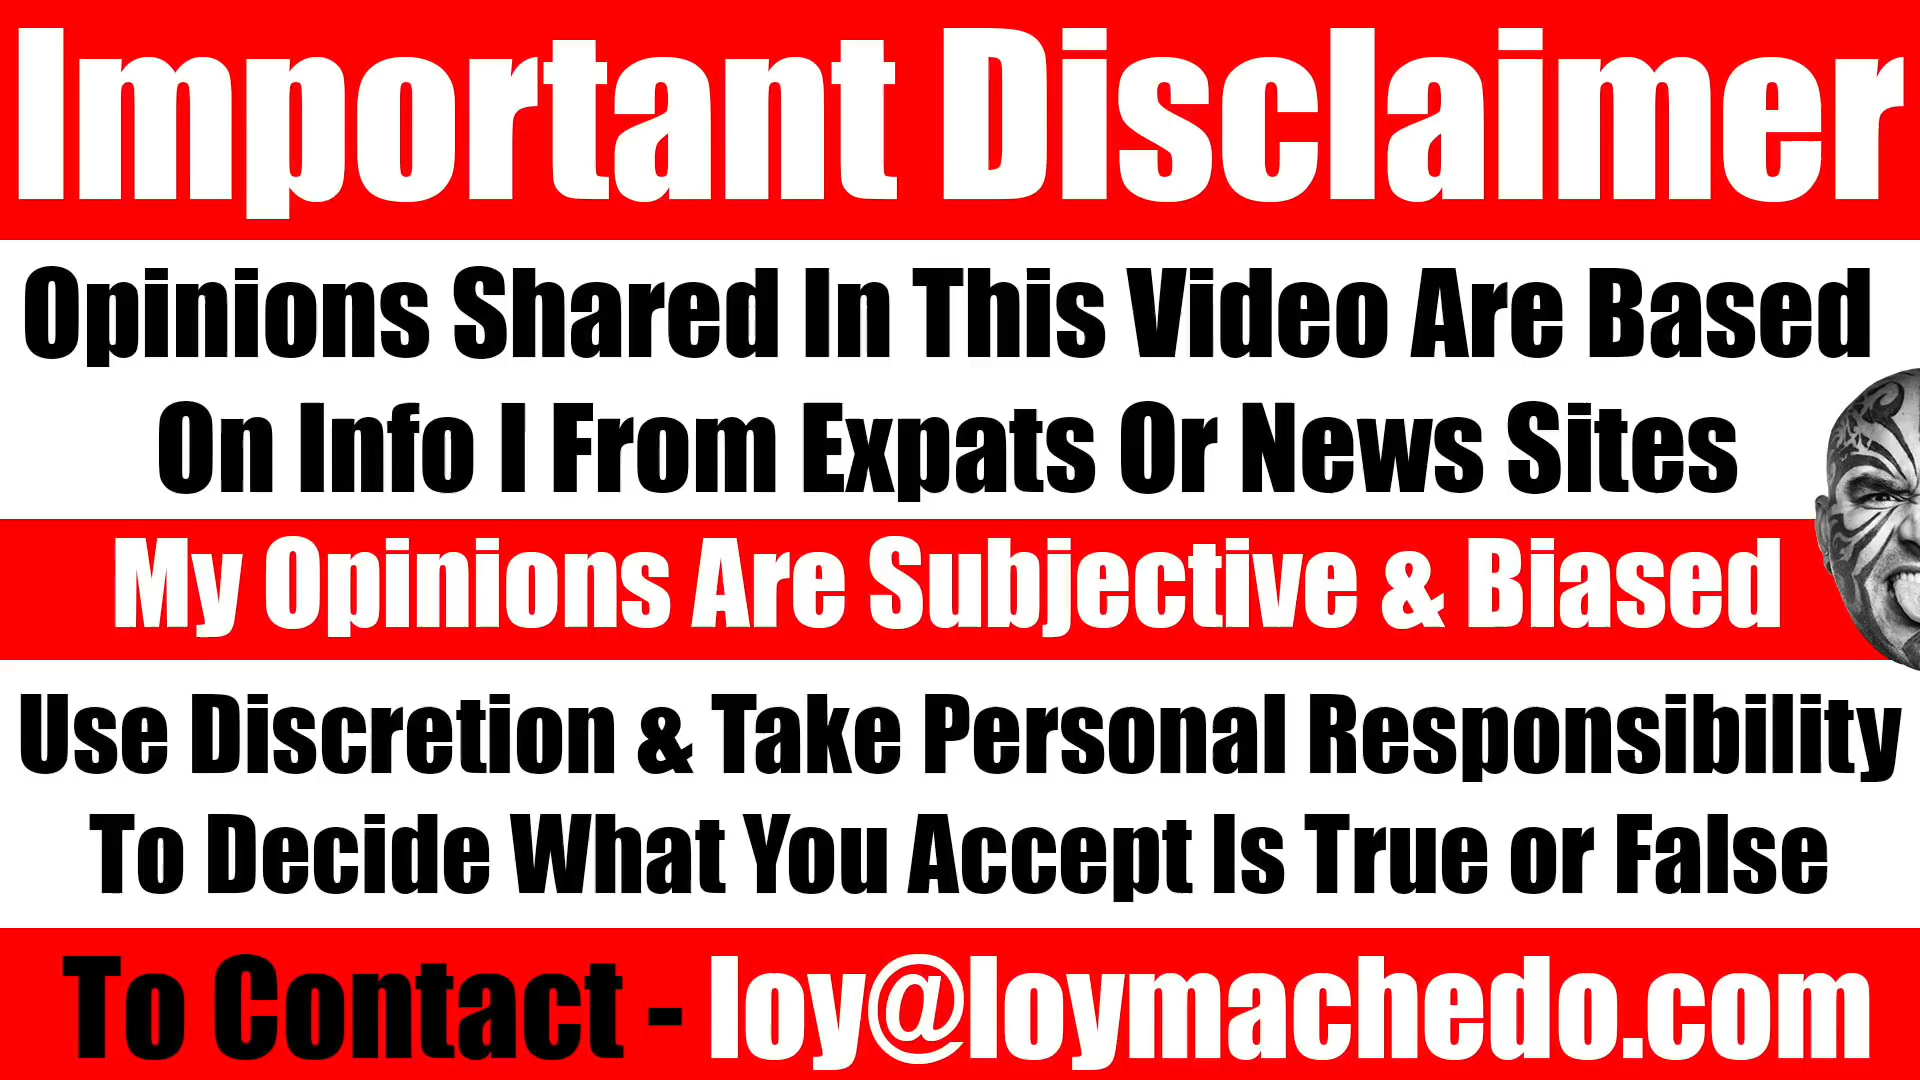 Important Disclaimer
Opinions Shared In This Video Are Based
On Info I From Expats Or News Sites
My Opinions Are Subjective & Biased
Use Discretion & Take Personal Responsibility
To Decide What You Accept Is True or False
To Contact - loy@loymachedo.com